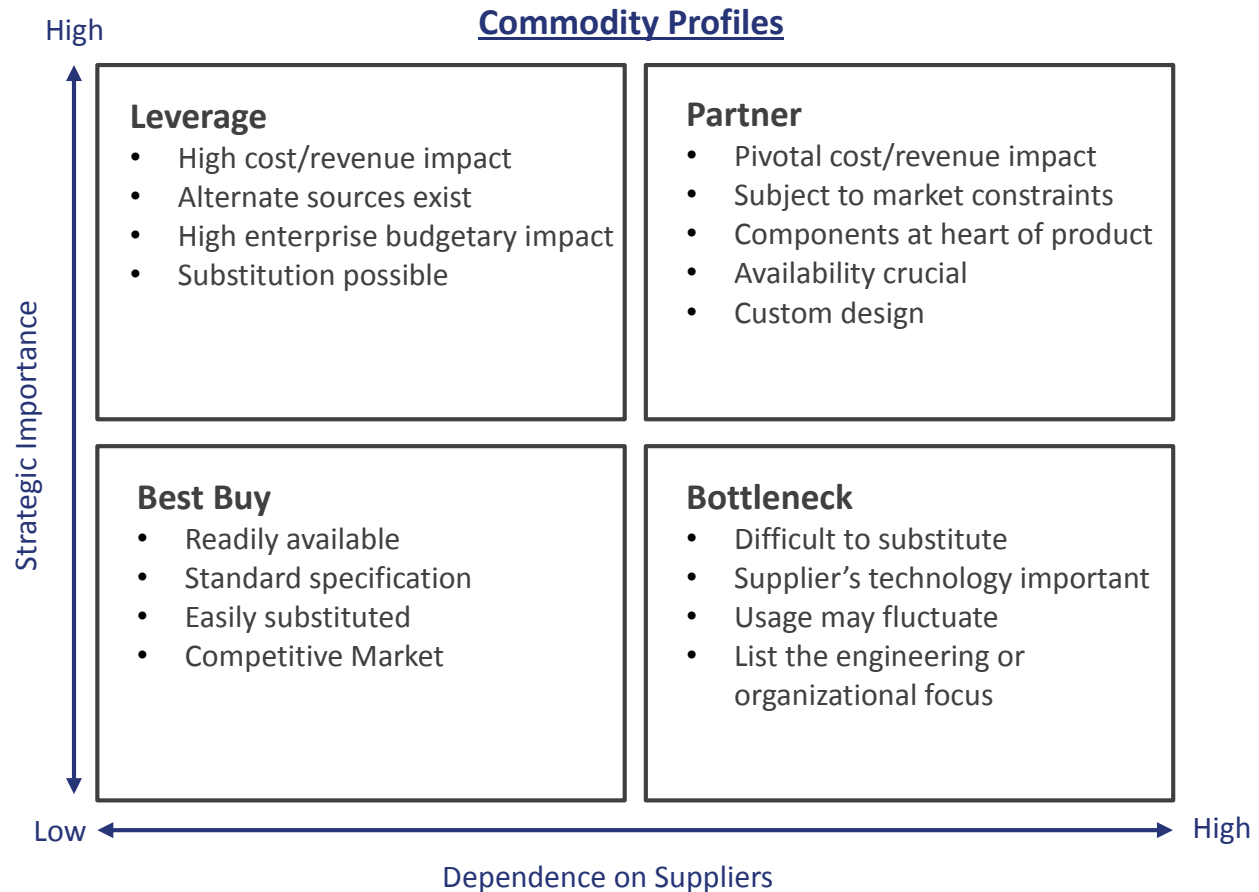 Commodity Profiles
High
Strategic Importance
Leverage
• High cost/revenue impact
• Alternate sources exist
• High enterprise budgetary impact
• Substitution possible
Partner
• Pivotal cost/revenue impact
• Subject to market constraints
• Components at heart of product
• Availability crucial
• Custom design
Best Buy
• Readily available
• Standard specification
• Easily substituted
• Competitive Market
Bottleneck
• Difficult to substitute
• Supplier’s technology important
• Usage may fluctuate
• List the engineering or
organizational focus
Low
High
Dependence on Suppliers